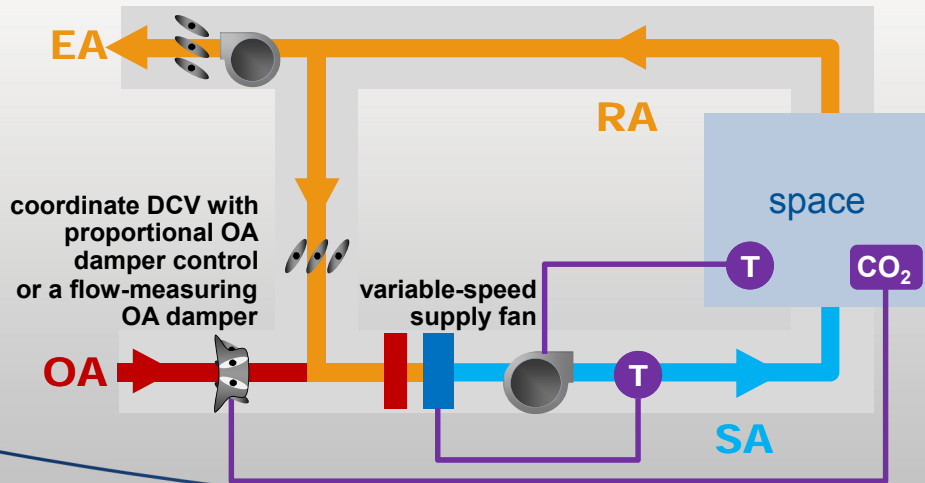 EA
RA
space
T
CO₂
coordinate DCV with
proportional OA
damper control
or a flow-measuring
OA damper
variable-speed
supply fan
OA
T
SA